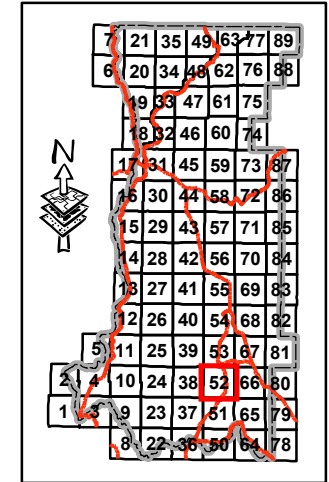 7 21 35 49 63 77 89
6 20 34 48 62 76 88
19 33 47 61 75
18 32 46 60 74
N
17 31 45 59 73 87
16 30 44 58 72 86
15 29 43 57 71 85
14 28 42 56 70 84
13 27 41 55 69 83
12 26 40 54 68 82
5 11 25 39 53 67 81
2 4 10 24 38 52 66 80
1 3 9 23 37 51 65 79
8 22 36 50 64 78